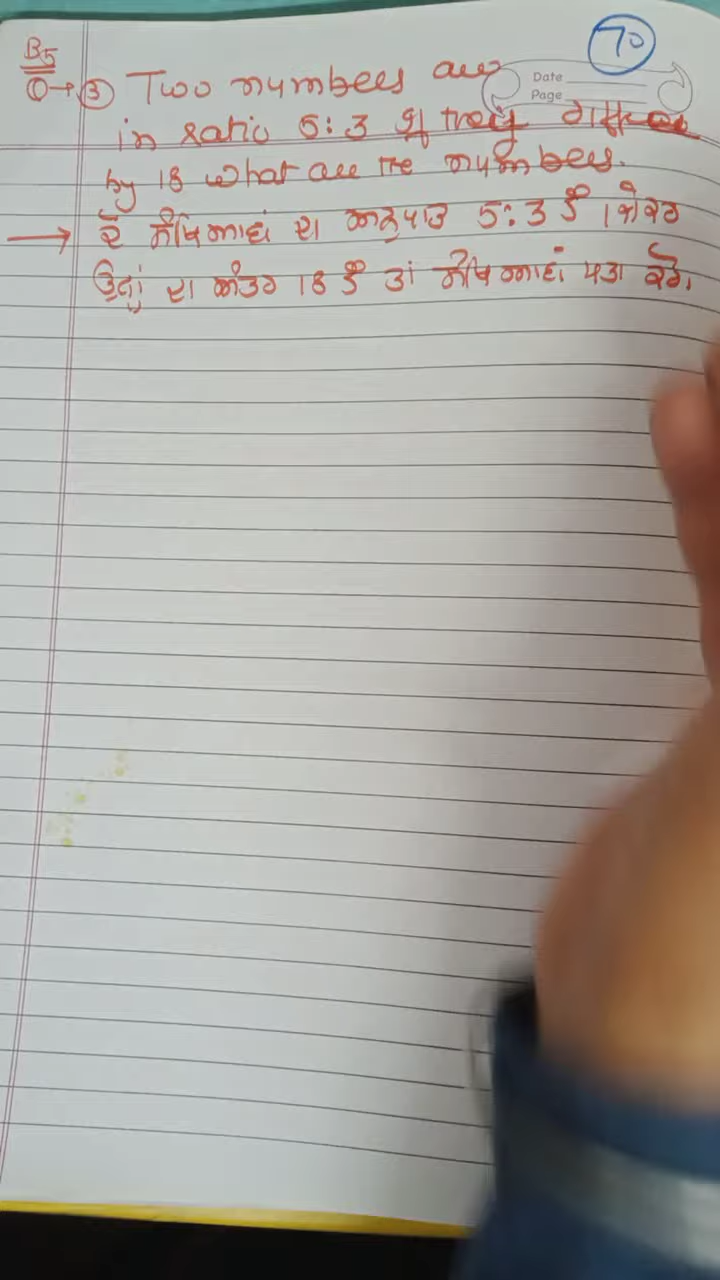 70
B5
Date
Page
Q→ 3 Two numbers are
in ratio 5:3 If they differ
by 18 what are the numbers.
→ ਦੋ ਸੰਖਿਆਵਾਂ ਦਾ ਅਨੁਪਾਤ 5:3 ਹੈ । ਜੇਕਰ
ਉਨ੍ਹਾਂ ਦਾ ਅੰਤਰ 18 ਹੈ ਤਾਂ ਸੰਖਿਆਵਾਂ ਪਤਾ ਕਰੋ.